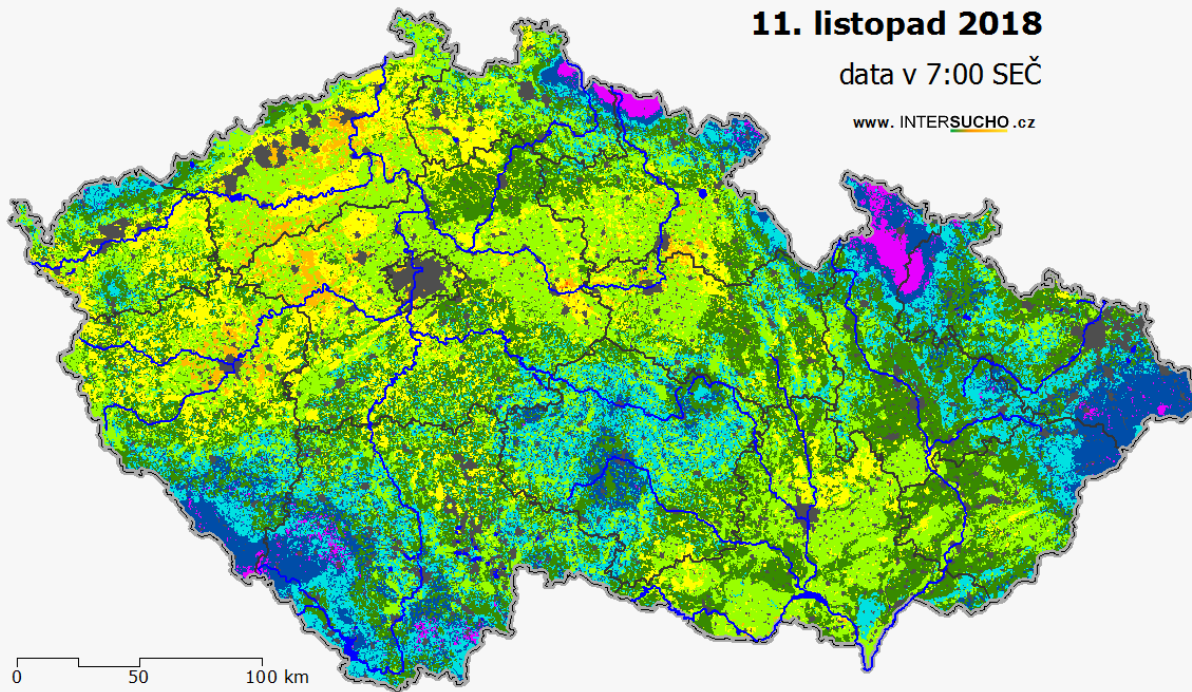 11. listopad 2018
data v 7:00 SEČ
www. INTERSUCHO .cz
0 50 100 km